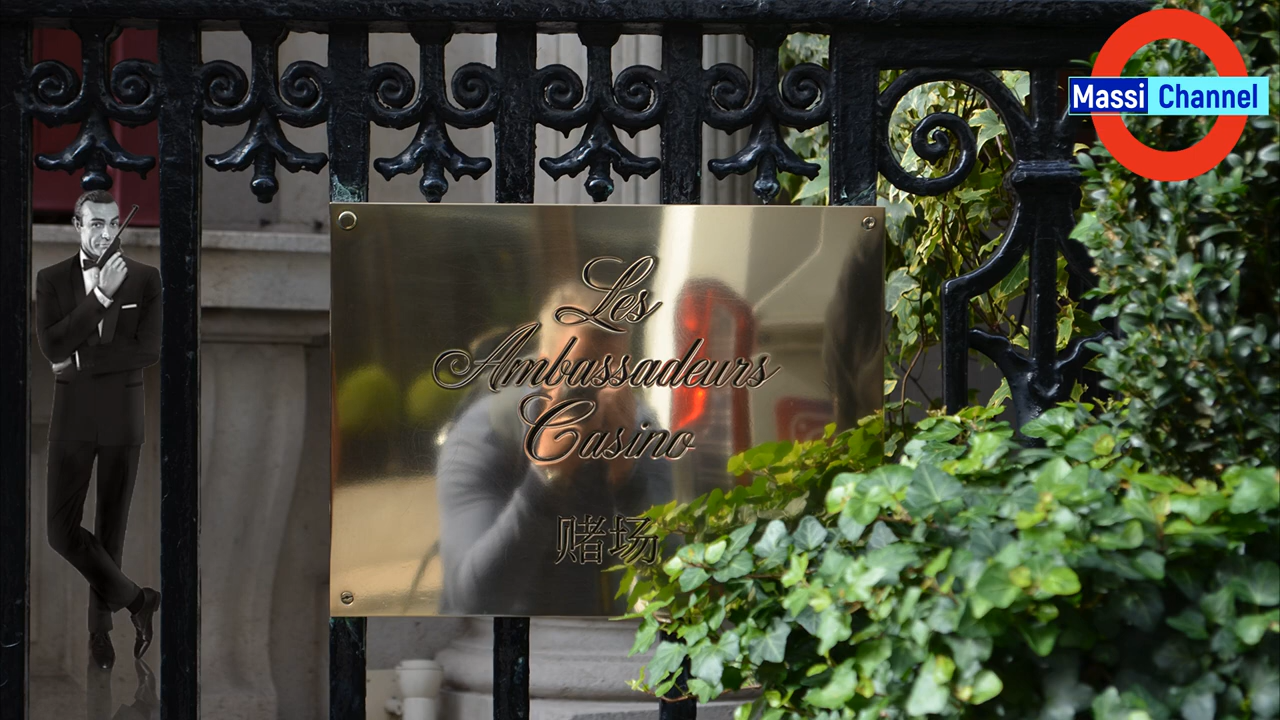 Massi Channel
Les
Ambassadeurs
Casino
赌场